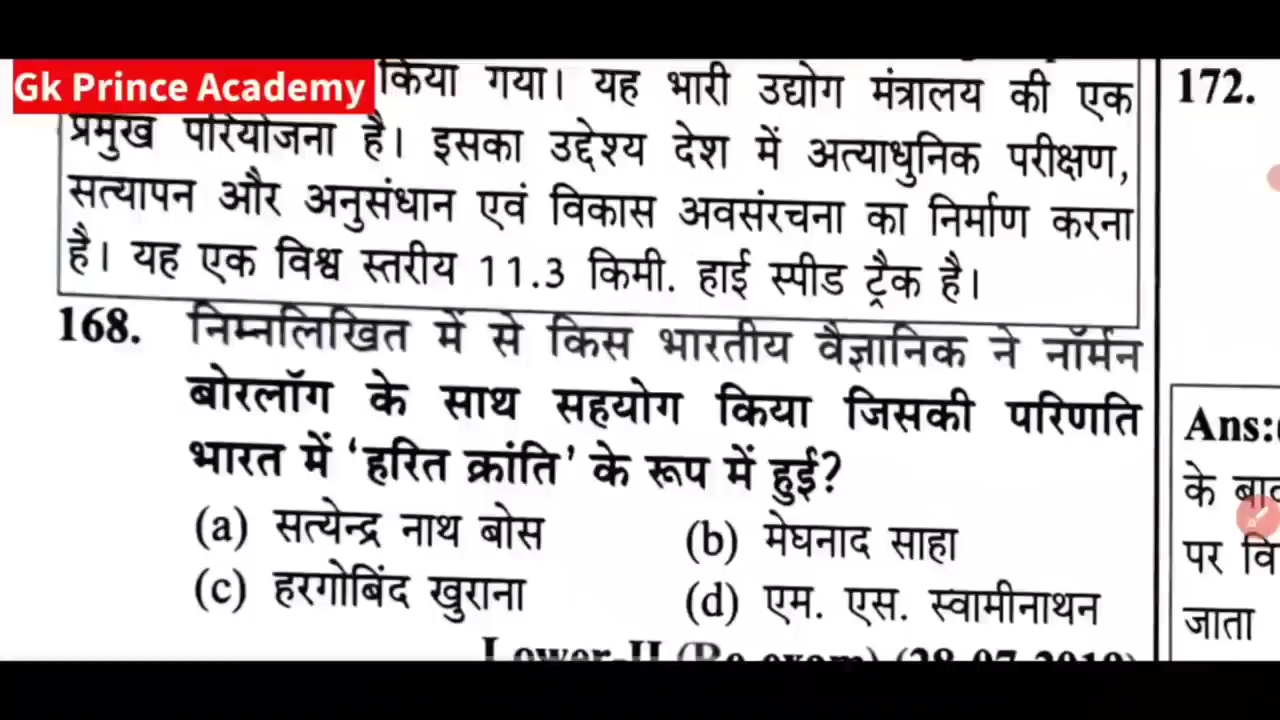 Gk Prince Academy
किया गया। यह भारी उद्योग मंत्रालय की एक
प्रमुख परियोजना है। इसका उद्देश्य देश में अत्याधुनिक परीक्षण,
सत्यापन और अनुसंधान एवं विकास अवसंरचना का निर्माण करना
है। यह एक विश्व स्तरीय 11.3 किमी. हाई स्पीड ट्रैक है।
168. निम्नलिखित में से किस भारतीय वैज्ञानिक ने नॉर्मन
बोरलॉग के साथ सहयोग किया जिसकी परिणति
भारत में ‘हरित क्रांति’ के रूप में हुई?
(a) सत्येन्द्र नाथ बोस (b) मेघनाद साहा
(c) हरगोबिंद खुराना (d) एम. एस. स्वामीनाथन
172.
Ans:
के
पर
जाता